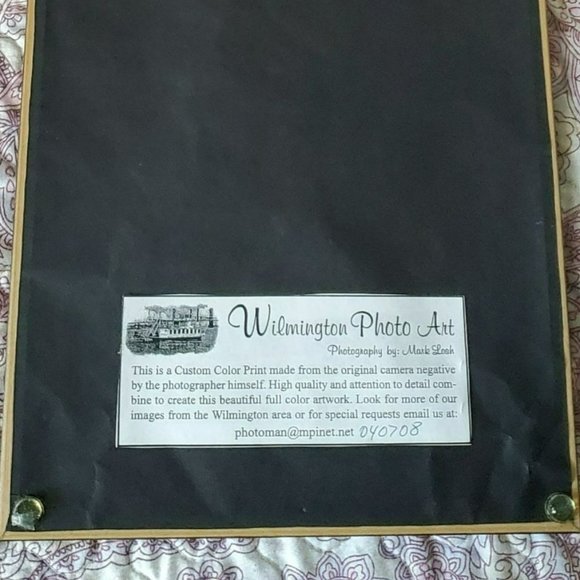 Wilmington Photo Art
Photography by: Mark Loah
This is a Custom Color Print made from the original camera negative
by the photographer himself. High quality and attention to detail com-
bine to create this beautiful full color artwork. Look for more of our
images from the Wilmington area or for special requests email us at:
photoman@mpinet.net 040708